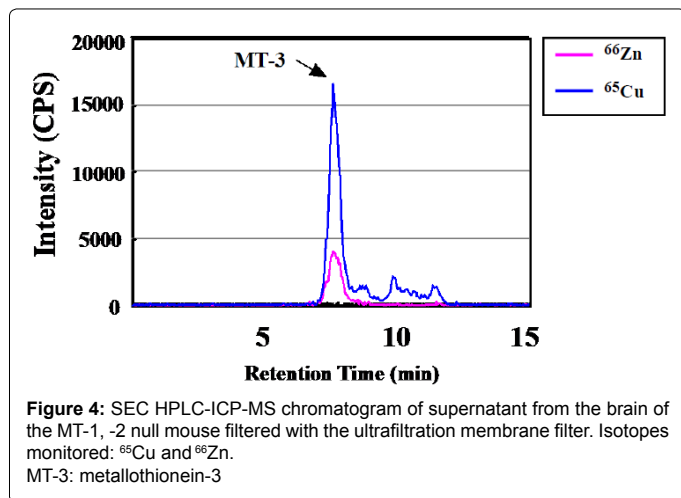 20000
MT-3
66Zn
65Cu
15000
10000
5000
0
Intensity (CPS)
5 10 15
Retention Time (min)
Figure 4: SEC HPLC-ICP-MS chromatogram of supernatant from the brain of
the MT-1, -2 null mouse filtered with the ultrafiltration membrane filter. Isotopes
monitored: ⁶⁵Cu and ⁶⁶Zn.
MT-3: metallothionein-3